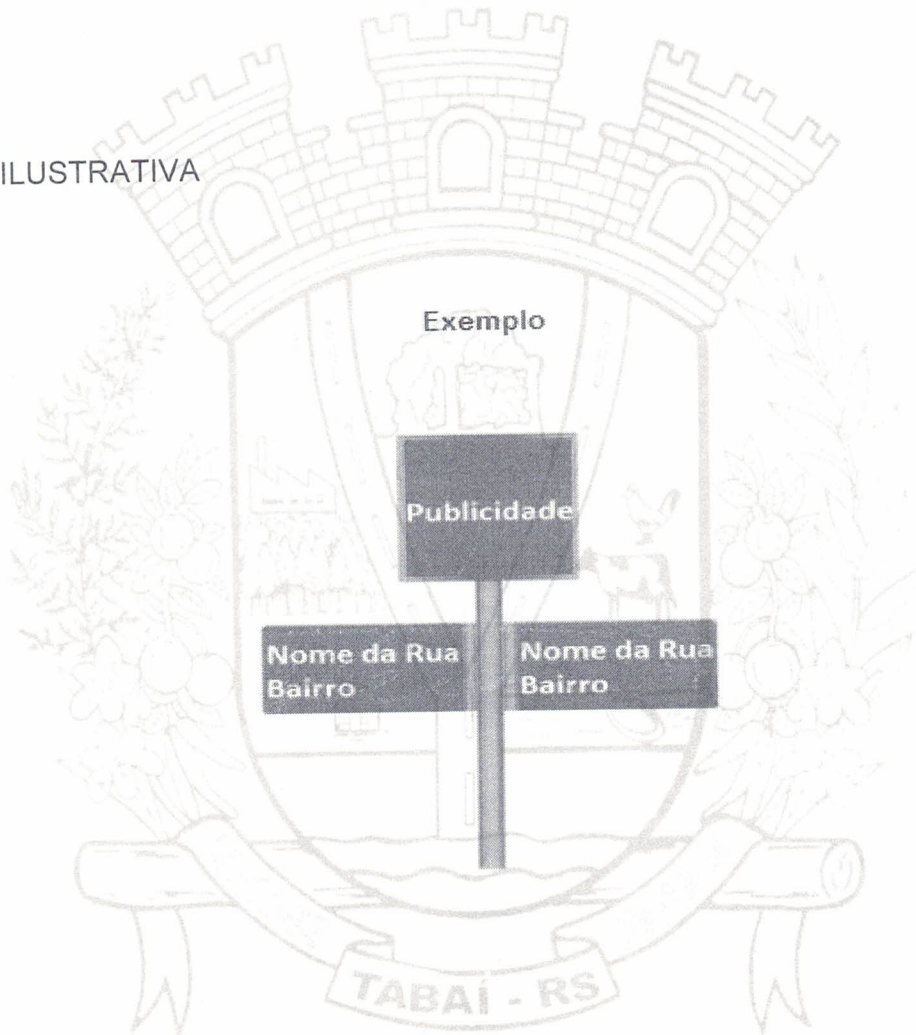 ILUSTRATIVA
Exemplo
Publicidade
Nome da Rua
Bairro
Nome da Rua
Bairro
TABAÍ - RS